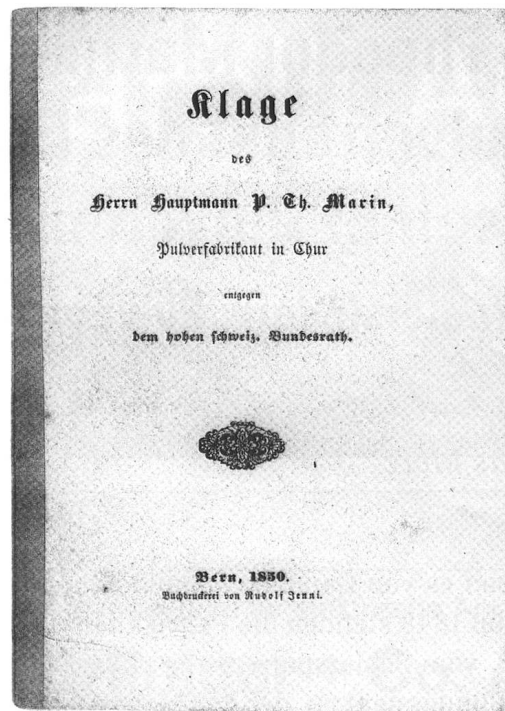 Klage
des
Herrn Hauptmann P. Th. Marin,
Pulverfabrikant in Chur
entgegen
dem hohen schweiz. Bundesrath.
Bern, 1850.
Buchdruckerei von Rudolf Jenni.